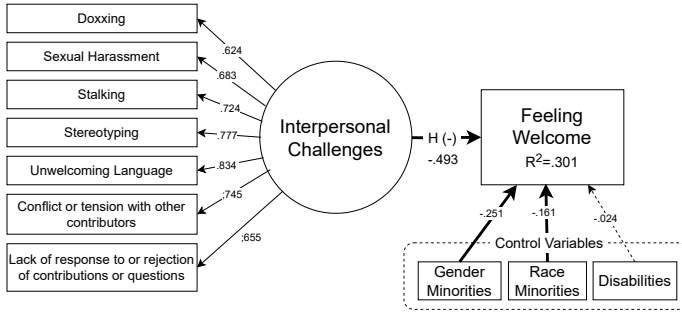 Doxxing
Sexual Harassment
Stalking
Stereotyping
Unwelcoming Language
Conflict or tension with other
contributors
Lack of response to or rejection
of contributions or questions
.624
.683
.724
.777
.834
.745
;655
Interpersonal
Challenges
H (-)
-.493
Feeling
Welcome
R²=.301
-.251
-.161
-.024
Control Variables
Gender
Minorities
Race
Minorities
Disabilities